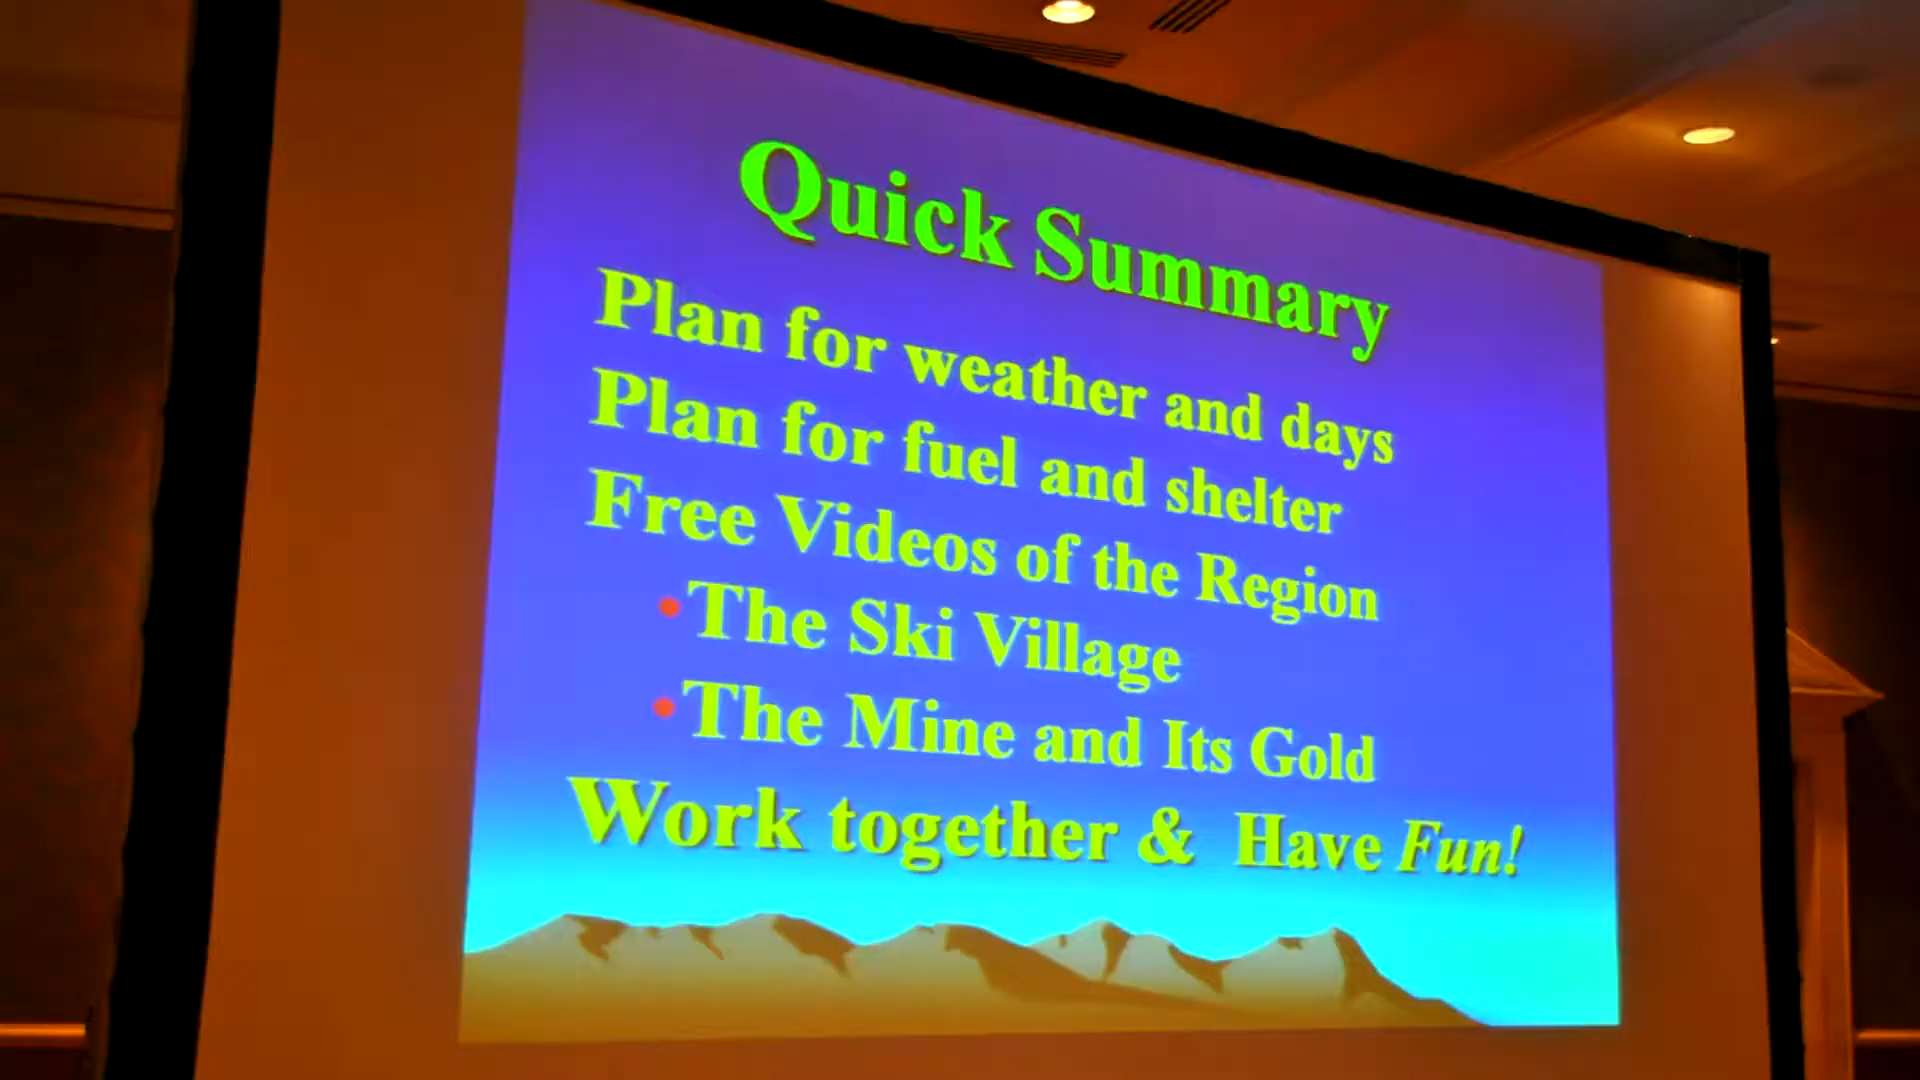 Quick Summary
Plan for weather and days
Plan for fuel and shelter
Free Videos of the Region
•The Ski Village
•The Mine and Its Gold
Work together & Have Fun!